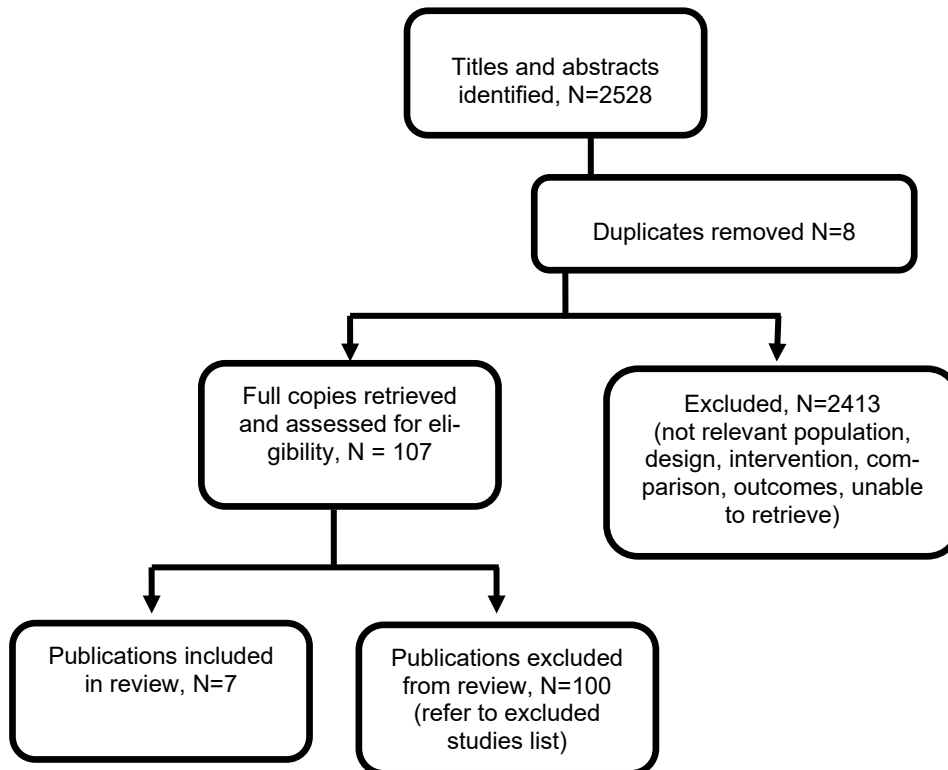 Titles and abstracts
identified, N=2528
Duplicates removed N=8
Full copies retrieved
and assessed for eli-
gibility, N = 107
Excluded, N=2413
(not relevant population,
design, intervention, com-
parison, outcomes, unable
to retrieve)
Publications included
in review, N=7
Publications excluded
from review, N=100
(refer to excluded
studies list)